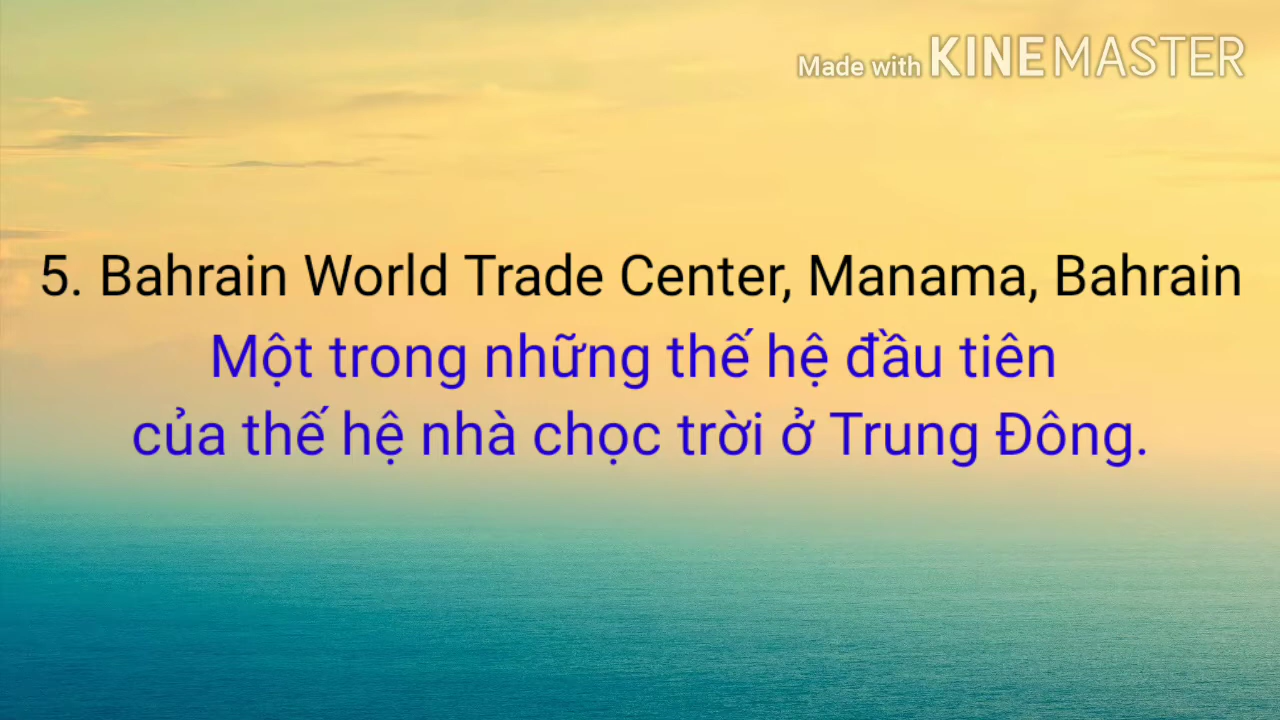 Made with KINEMASTER
5. Bahrain World Trade Center, Manama, Bahrain
Một trong những thế hệ đầu tiên
của thế hệ nhà chọc trời ở Trung Đông.